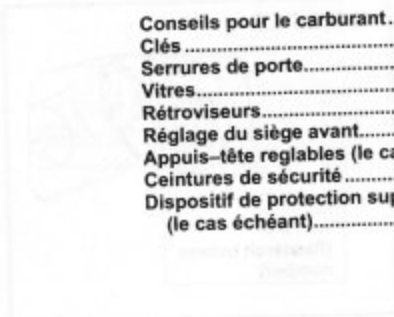 Conseils pour le carburant..
Clés ..............................
Serrures de porte................
Vitres..............................
Rétroviseurs......................
Réglage du siège avant.......
Appuis–tête reglables (le ca
Ceintures de sécurité ..........
Dispositif de protection sup
(le cas échéant)................